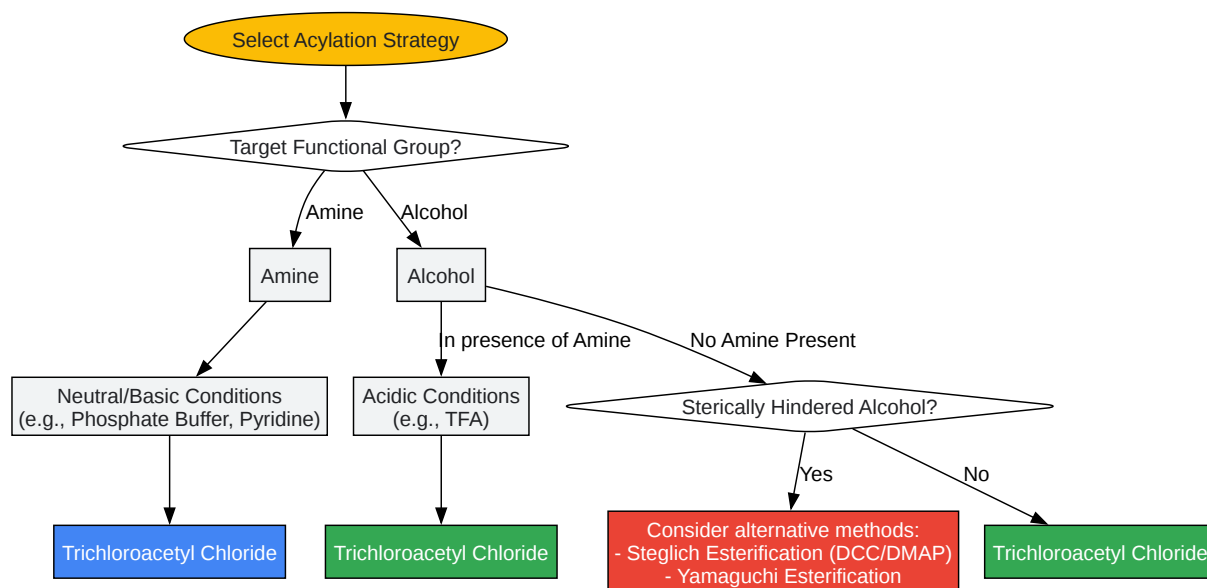 Select Acylation Strategy
Target Functional Group?
Amine
Alcohol
Amine
Alcohol
In presence of Amine
No Amine Present
Neutral/Basic Conditions
(e.g., Phosphate Buffer, Pyridine)
Acidic Conditions
(e.g., TFA)
Sterically Hindered Alcohol?
Yes
No
Trichloroacetyl Chloride
Trichloroacetyl Chloride
Consider alternative methods:
- Steglich Esterification (DCC/DMAP)
- Yamaguchi Esterification
Trichloroacetyl Chloride